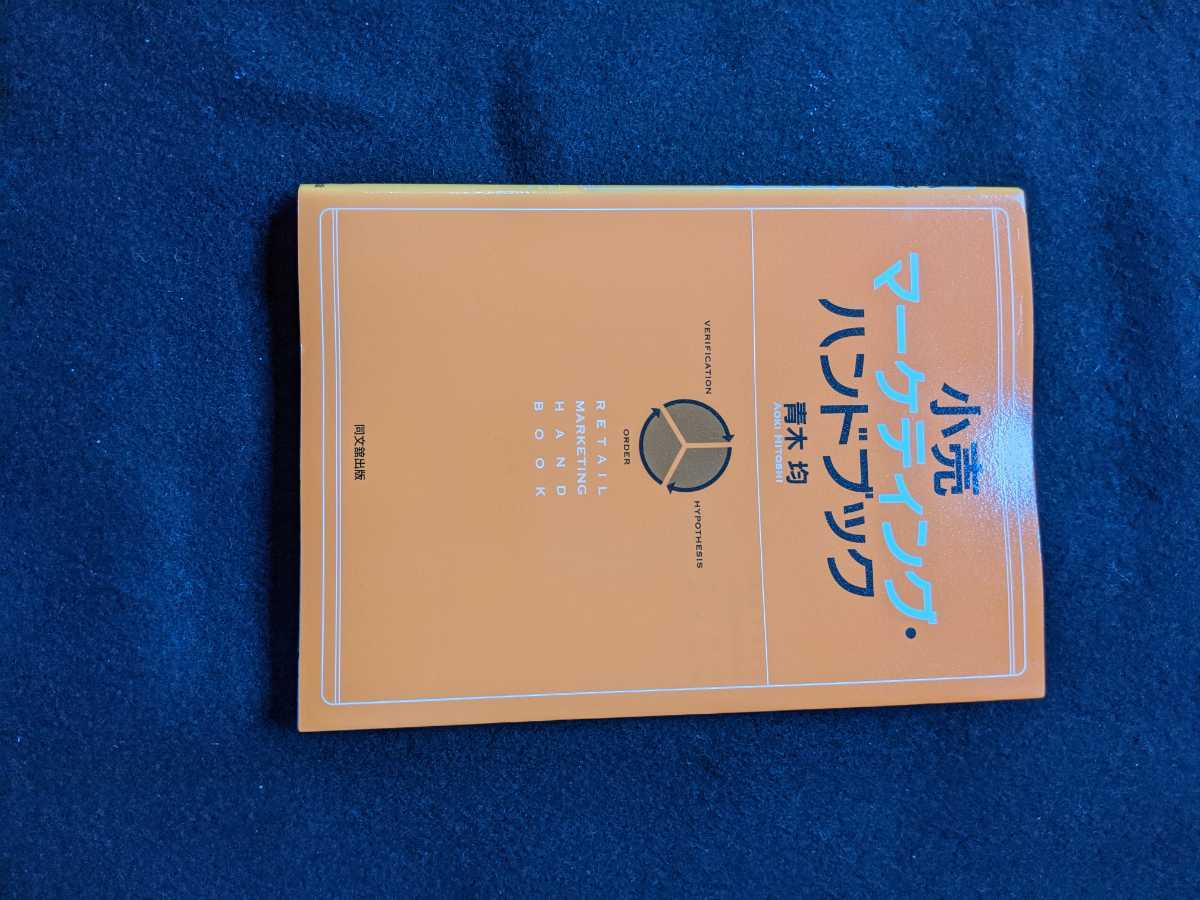 小売
マーケティング・
ハンドブック
青木 均
AOKI HITOSHI
VERIFICATION
HYPOTHESIS
ORDER
RETAIL
MARKETING
HAND
BOOK
同文舘出版